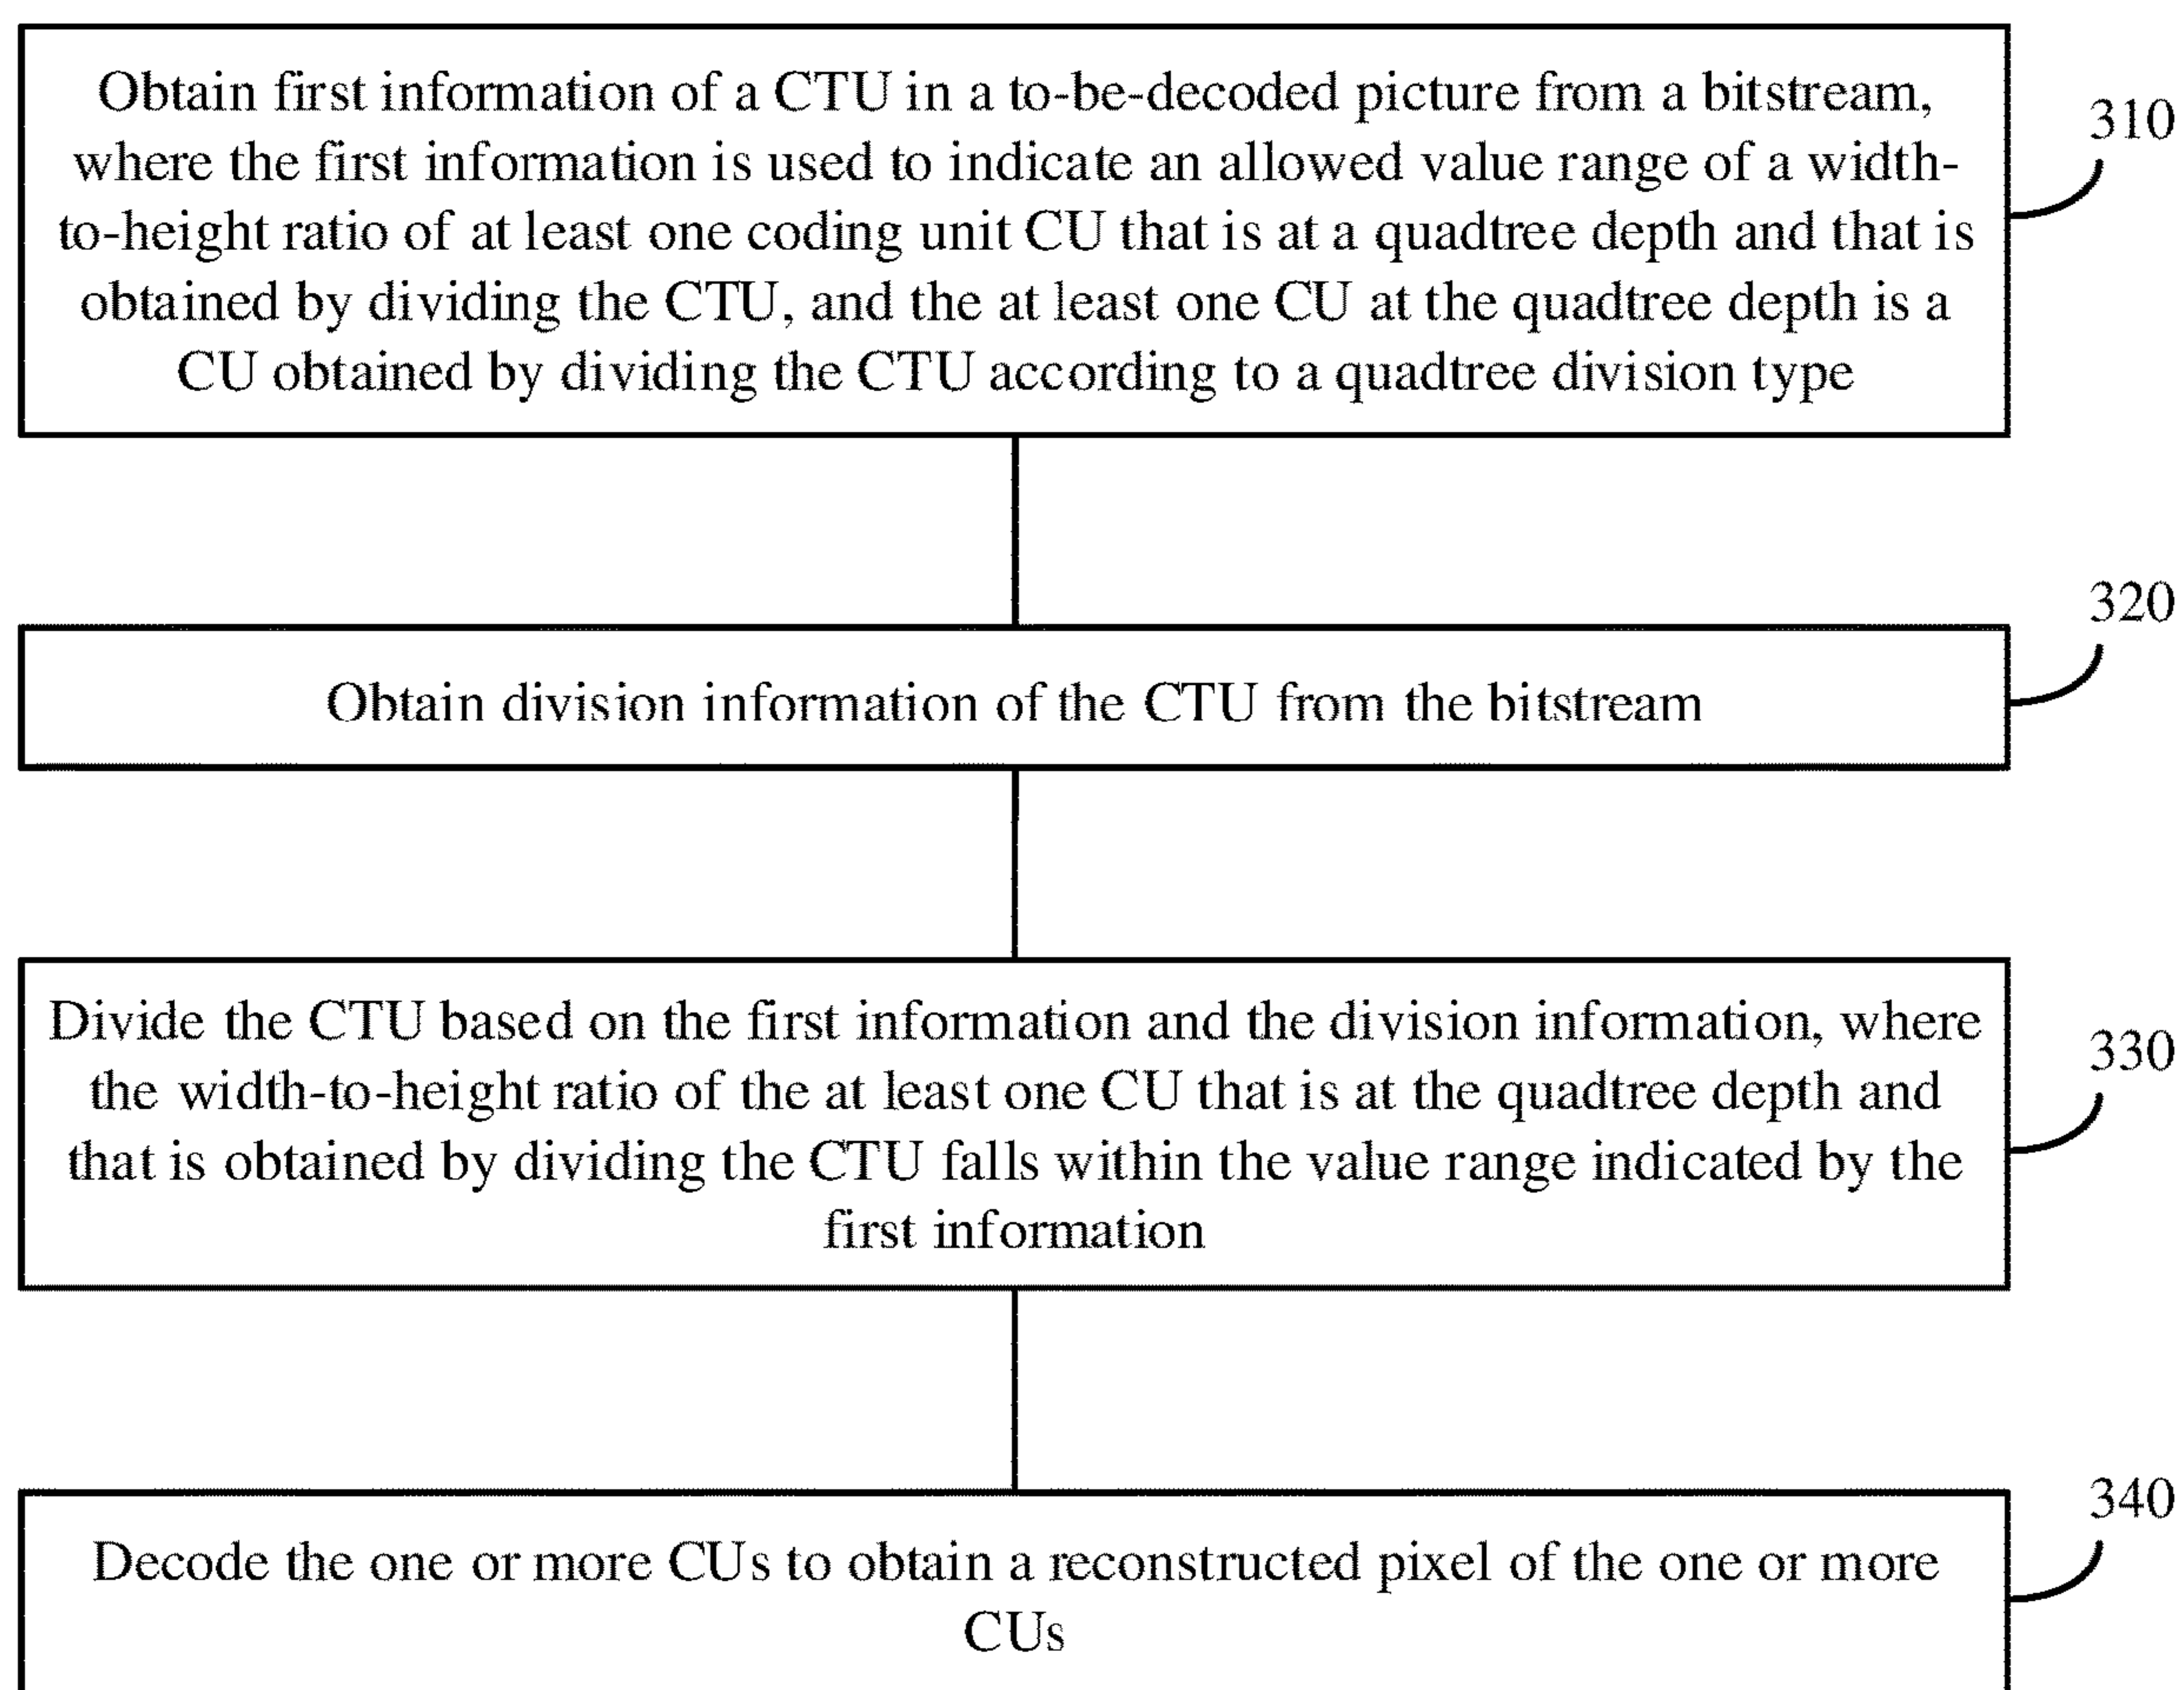 Obtain first information of a CTU in a to-be-decoded picture from a bitstream,
where the first information is used to indicate an allowed value range of a width-
to-height ratio of at least one coding unit CU that is at a quadtree depth and that is
obtained by dividing the CTU, and the at least one CU at the quadtree depth is a
CU obtained by dividing the CTU according to a quadtree division type
310
320
Obtain division information of the CTU from the bitstream
Divide the CTU based on the first information and the division information, where
the width-to-height ratio of the at least one CU that is at the quadtree depth and
that is obtained by dividing the CTU falls within the value range indicated by the
first information
330
340
Decode the one or more CUs to obtain a reconstructed pixel of the one or more
CUs